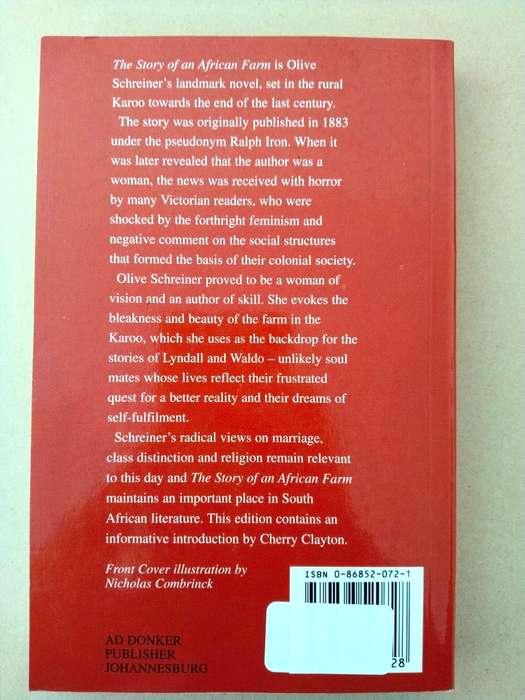 The Story of an African Farm is Olive
Schreiner's landmark novel, set in the rural
Karoo towards the end of the last century.
The story was originally published in 1883
under the pseudonym Ralph Iron. When it
was later revealed that the author was a
woman, the news was received with horror
by many Victorian readers, who were
shocked by the forthright feminism and
negative comment on the social structures
that formed the basis of their colonial society.
Olive Schreiner proved to be a woman of
vision and an author of skill. She evokes the
bleakness and beauty of the farm in the
Karoo, which she uses as the backdrop for the
stories of Lyndall and Waldo – unlikely soul
mates whose lives reflect their frustrated
quest for a better reality and their dreams of
self-fulfilment.
Schreiner's radical views on marriage,
class distinction and religion remain relevant
to this day and The Story of an African Farm
maintains an important place in South
African literature. This edition contains an
informative introduction by Cherry Clayton.
Front Cover illustration by
Nicholas Combrinck
ISBN 0-86852-072-1
28
AD DONKER
PUBLISHER
JOHANNESBURG